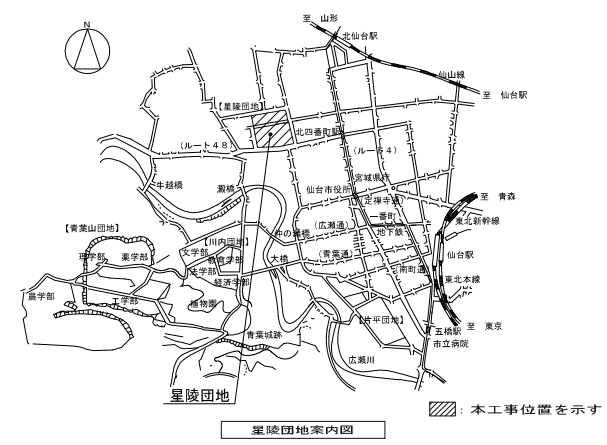 至 山形
北仙台駅
仙山線
至 仙台駅
【星陵団地】
北四番町駅
(ルート４８)
(ルート４)
宮城県庁
牛越橋
澱橋
仙台市役所
(定禅寺通)
至 青森
一番町
東北新幹線
【青葉山団地】
仲の瀬橋
(広瀬通)
地下鉄
【川内団地】
文学部
理学部
薬学部
教育学部
大橋
(青葉通)
仙台駅
法学部
(南町通)
経済学部
東北本線
農学部
工学部
植物園
【片平団地】
五橋駅
至 東京
青葉城跡
市立病院
広瀬川
星陵団地
：本工事位置を示す
星陵団地案内図